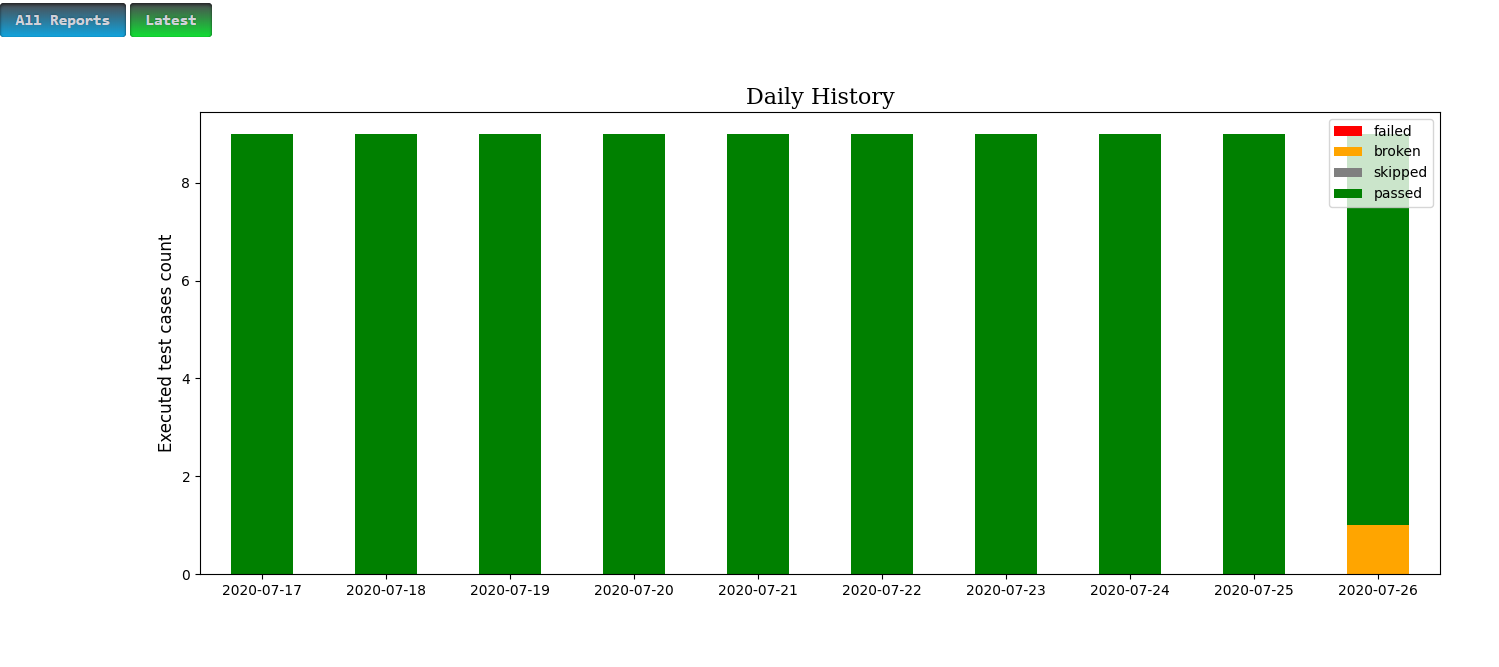 All Reports Latest
Daily History
failed
broken
skipped
passed
Executed test cases count
8
6
4
2
0
2020-07-17 2020-07-18 2020-07-19 2020-07-20 2020-07-21 2020-07-22 2020-07-23 2020-07-24 2020-07-25 2020-07-26